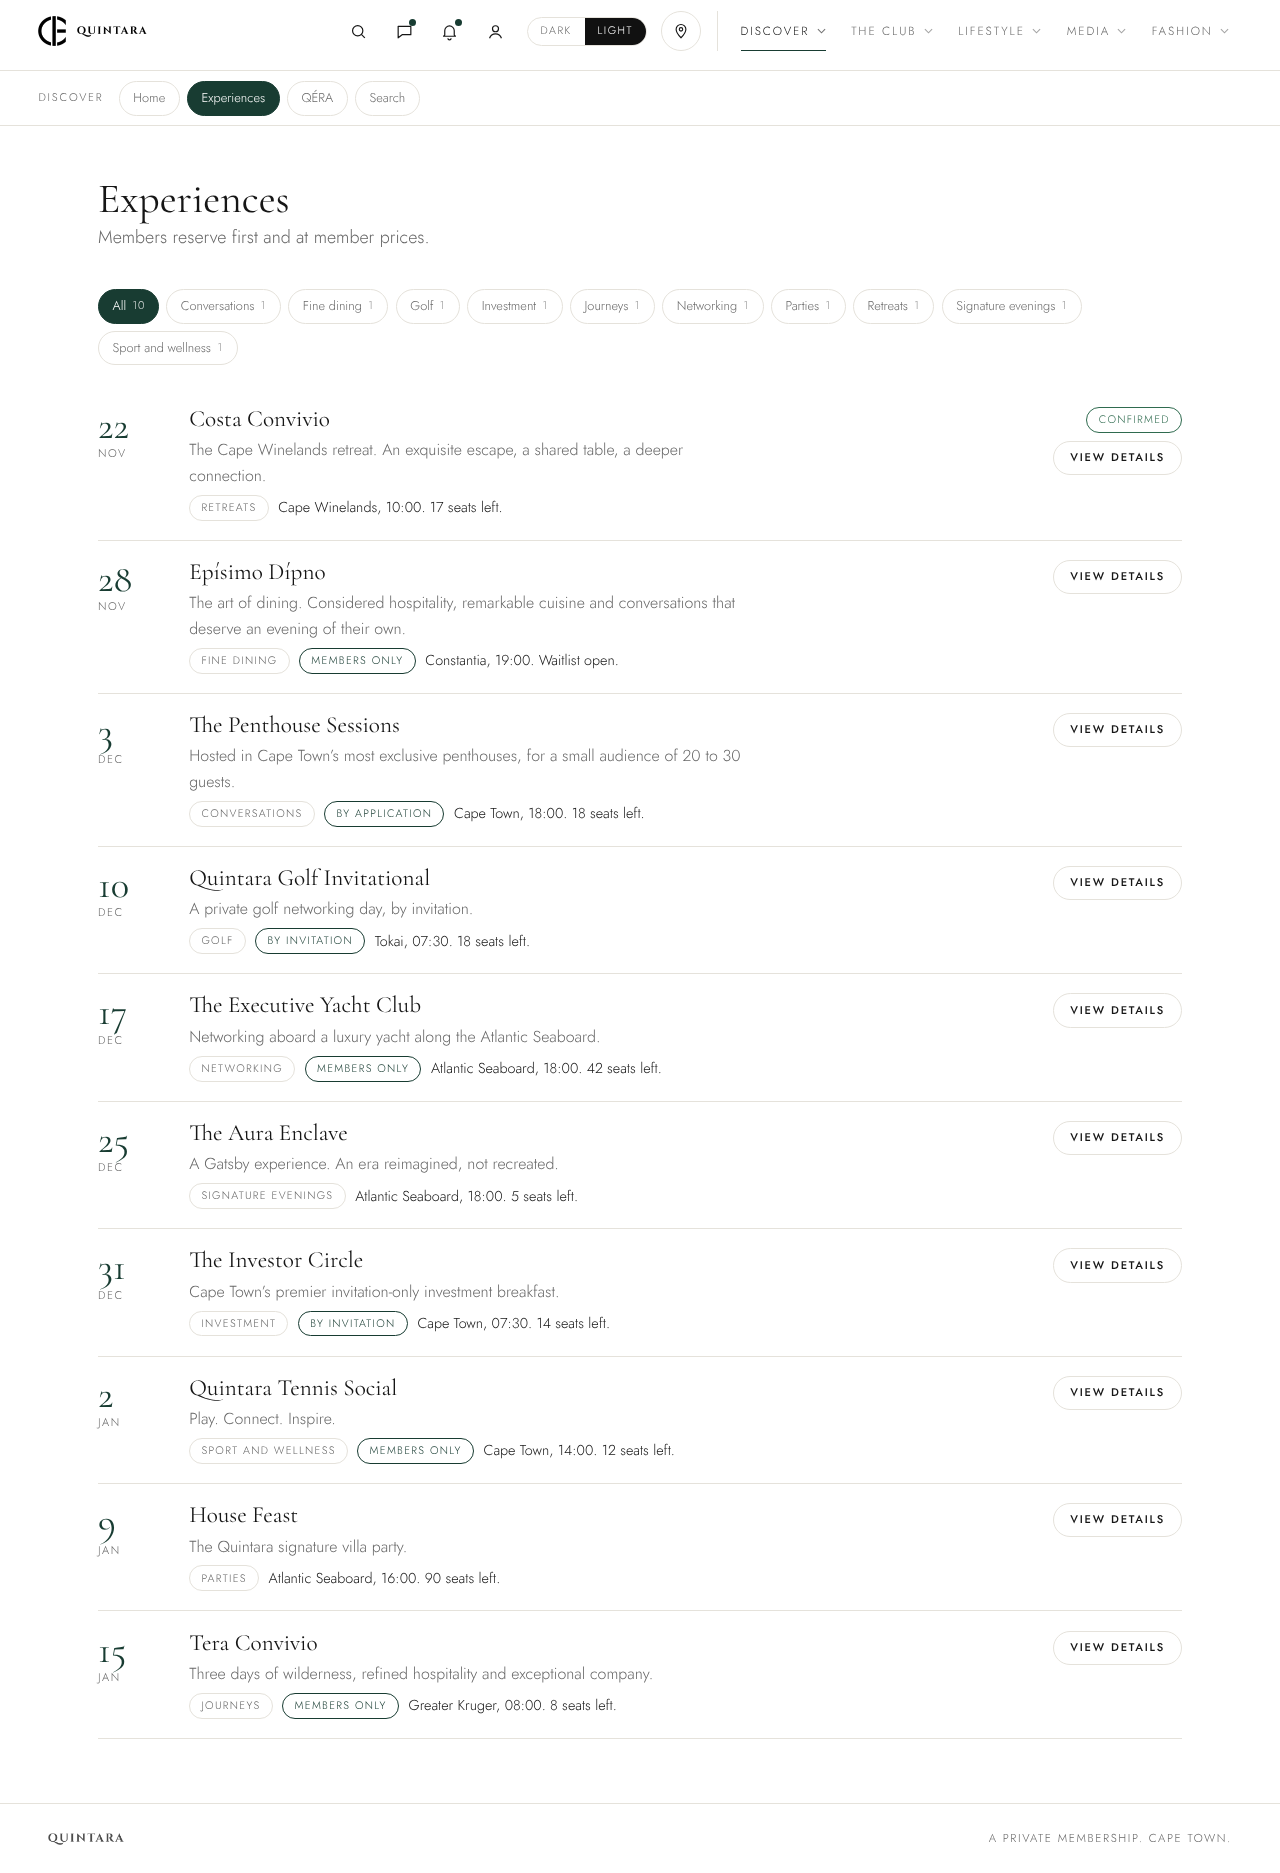 QUINTARA
DARK LIGHT
DISCOVER THE CLUB LIFESTYLE MEDIA FASHION
DISCOVER Home Experiences QÉRA Search
Experiences
Members reserve first and at member prices.
All 10 Conversations 1 Fine dining 1 Golf 1 Investment 1 Journeys 1 Networking 1 Parties 1 Retreats 1 Signature evenings 1
Sport and wellness 1
22
NOV
Costa Convivio
The Cape Winelands retreat. An exquisite escape, a shared table, a deeper
connection.
RETREATS Cape Winelands, 10:00. 17 seats left.
CONFIRMED
VIEW DETAILS
28
NOV
Epísimo Dípno
The art of dining. Considered hospitality, remarkable cuisine and conversations that
deserve an evening of their own.
FINE DINING MEMBERS ONLY Constantia, 19:00. Waitlist open.
VIEW DETAILS
3
DEC
The Penthouse Sessions
Hosted in Cape Town’s most exclusive penthouses, for a small audience of 20 to 30
guests.
CONVERSATIONS BY APPLICATION Cape Town, 18:00. 18 seats left.
VIEW DETAILS
10
DEC
Quintara Golf Invitational
A private golf networking day, by invitation.
GOLF BY INVITATION Tokai, 07:30. 18 seats left.
VIEW DETAILS
17
DEC
The Executive Yacht Club
Networking aboard a luxury yacht along the Atlantic Seaboard.
NETWORKING MEMBERS ONLY Atlantic Seaboard, 18:00. 42 seats left.
VIEW DETAILS
25
DEC
The Aura Enclave
A Gatsby experience. An era reimagined, not recreated.
SIGNATURE EVENINGS Atlantic Seaboard, 18:00. 5 seats left.
VIEW DETAILS
31
DEC
The Investor Circle
Cape Town’s premier invitation-only investment breakfast.
INVESTMENT BY INVITATION Cape Town, 07:30. 14 seats left.
VIEW DETAILS
2
JAN
Quintara Tennis Social
Play. Connect. Inspire.
SPORT AND WELLNESS MEMBERS ONLY Cape Town, 14:00. 12 seats left.
VIEW DETAILS
9
JAN
House Feast
The Quintara signature villa party.
PARTIES Atlantic Seaboard, 16:00. 90 seats left.
VIEW DETAILS
15
JAN
Tera Convivio
Three days of wilderness, refined hospitality and exceptional company.
JOURNEYS MEMBERS ONLY Greater Kruger, 08:00. 8 seats left.
VIEW DETAILS
QUINTARA
A PRIVATE MEMBERSHIP. CAPE TOWN.